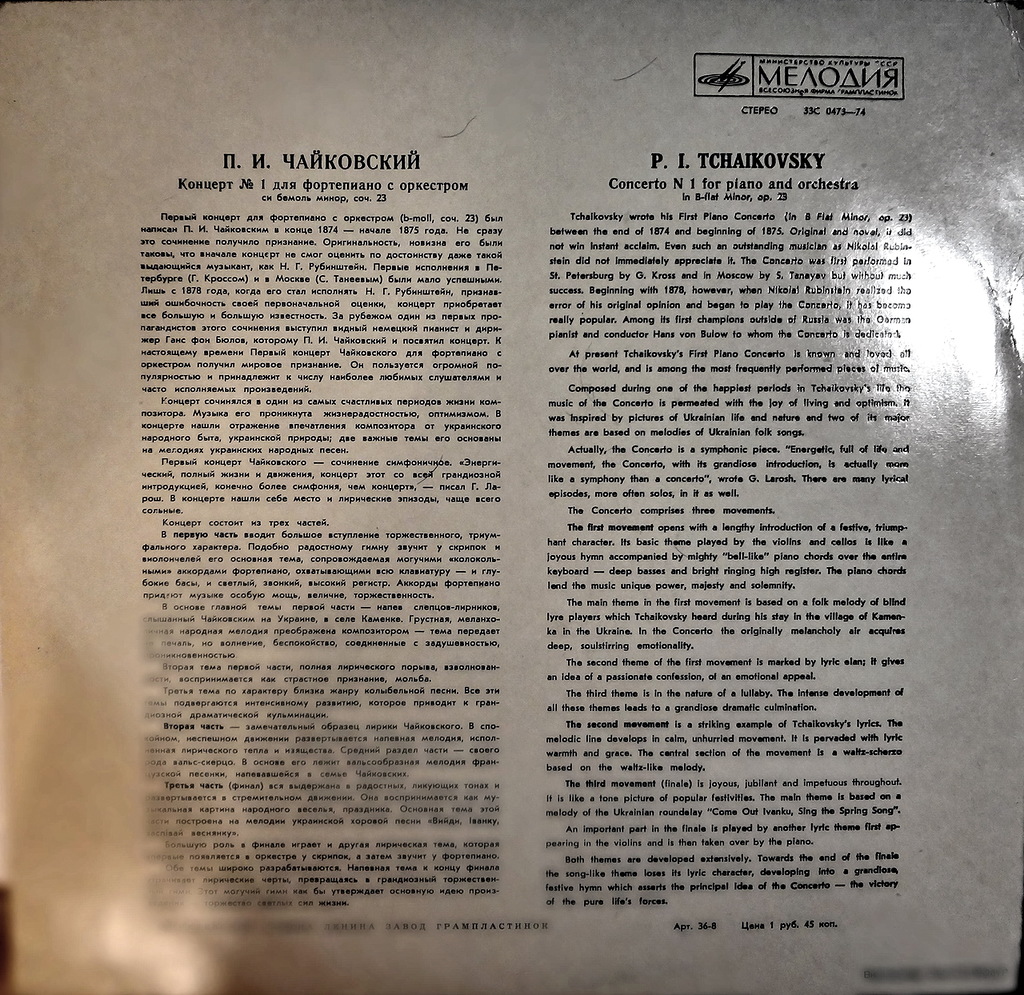 МИНИСТЕРСТВО КУЛЬТУРЫ СССР
МЕЛОДИЯ
ВСЕСОЮЗНАЯ ФИРМА ГРАМПЛАСТИНОК
СТЕРЕО 33С 0473—74
П. И. ЧАЙКОВСКИЙ
Концерт № 1 для фортепиано с оркестром
си бемоль минор, соч. 23
Первый концерт для фортепиано с оркестром (b-moll, соч. 23) был
написан П. И. Чайковским в конце 1874 — начале 1875 года. Не сразу
это сочинение получило признание. Оригинальность, новизна его были
таковы, что вначале концерт не смог оценить по достоинству даже такой
выдающийся музыкант, как Н. Г. Рубинштейн. Первые исполнения в Пе-
тербурге (Г. Кроссом) и в Москве (С. Танеевым) были мало успешными.
Лишь с 1878 года, когда его стал исполнять Н. Г. Рубинштейн, признав-
ший ошибочность своей первоначальной оценки, концерт приобретает
все большую и большую известность. За рубежом один из первых про-
пагандистов этого сочинения выступил видный немецкий пианист и дири-
жер Ганс фон Бюлов, которому П. И. Чайковский и посвятил концерт. К
настоящему времени Первый концерт Чайковского для фортепиано с
оркестром получил мировое признание. Он пользуется огромной по-
пулярностью и принадлежит к числу наиболее любимых слушателями и
часто исполняемых произведений.
Концерт сочинялся в один из самых счастливых периодов жизни ком-
позитора. Музыка его проникнута жизнерадостностью, оптимизмом. В
концерте нашли отражение впечатления композитора от украинского
народного быта, украинской природы; две важные темы его основаны
на мелодиях украинских народных песен.
Первый концерт Чайковского — сочинение симфоничное. «Энерги-
ческий, полный жизни и движения, концерт этот со всей грандиозной
интродукцией, конечно более симфония, чем концерт», — писал Г. Ла-
рош. В концерте нашли себе место и лирические эпизоды, чаще всего
сольные.
Концерт состоит из трех частей.
В первую часть вводит большое вступление торжественного, триум-
фального характера. Подобно радостному гимну звучит у скрипок и
виолончелей его основная тема, сопровождаемая могучими «колоколь-
ными» аккордами фортепиано, охватывающими всю клавиатуру — и глу-
бокие басы, и светлый, звонкий, высокий регистр. Аккорды фортепиано
придают музыке особую мощь, величие, торжественность.
В основе главной темы первой части — напев слепцов-лирников,
слышанный Чайковским на Украине, в селе Каменке. Грустная, меланхо-
личная народная мелодия преображена композитором — тема передает
печаль, но волнение, беспокойство, соединенные с задушевностью,
проникновенностью.
Вторая тема первой части, полная лирического порыва, взволнован-
ности, воспринимается как страстное признание, мольба.
Третья тема по характеру близка жанру колыбельной песни. Все эти
темы подвергаются интенсивному развитию, которое приводит к гран-
диозной драматической кульминации.
Вторая часть — замечательный образец лирики Чайковского. В спо-
койном, неспешном движении развертывается напевная мелодия, испол-
ненная лирического тепла и изящества. Средний раздел части — своего
рода вальс-скерцо. В основе его лежит вальсообразная мелодия фран-
цузской песенки, напевавшейся в семье Чайковских.
Третья часть (финал) вся выдержана в радостных, ликующих тонах и
развертывается в стремительном движении. Она воспринимается как му-
зыкальная картина народного веселья, праздника. Основная тема этой
части построена на мелодии украинской хоровой песни «Вийди, Іванку,
заспівай веснянку».
Большую роль в финале играет и другая лирическая тема, которая
впервые появляется в оркестре у скрипок, а затем звучит у фортепиано.
Обе темы широко разрабатываются. Напевная тема к концу финала
лирические черты, превращаясь в грандиозный торжествен-
Этот могучий гимн как бы утверждает основную идею произ-
торжество светлых сил жизни.
P. I. TCHAIKOVSKY
Concerto N 1 for piano and orchestra
in B-flat Minor, op. 23
Tchaikovsky wrote his First Piano Concerto (in B Flat Minor, op. 23)
between the end of 1874 and beginning of 1875. Original and novel, it did
not win instant acclaim. Even such an outstanding musician as Nikolai Rubin-
stein did not immediately appreciate it. The Concerto was first performed in
St. Petersburg by G. Kross and in Moscow by S. Tanayev but without much
success. Beginning with 1878, however, when Nikolai Rubinstein realized the
error of his original opinion and began to play the Concerto, it has become
really popular. Among its first champions outside of Russia was the German
pianist and conductor Hans von Bulow to whom the Concerto is dedicated.
At present Tchaikovsky's First Piano Concerto is known and loved all
over the world, and is among the most frequently performed pieces of music.
Composed during one of the happiest periods in Tchaikovsky's life the
music of the Concerto is permeated with the joy of living and optimism. It
was inspired by pictures of Ukrainian life and nature and two of its major
themes are based on melodies of Ukrainian folk songs.
Actually, the Concerto is a symphonic piece. "Energetic, full of life and
movement, the Concerto, with its grandiose introduction, is actually more
like a symphony than a concerto", wrote G. Larosh. There are many lyrical
episodes, more often solos, in it as well.
The Concerto comprises three movements.
The first movement opens with a lengthy introduction of a festive, triump-
hant character. Its basic theme played by the violins and cellos is like a
joyous hymn accompanied by mighty "bell-like" piano chords over the entire
keyboard — deep basses and bright ringing high register. The piano chords
lend the music unique power, majesty and solemnity.
The main theme in the first movement is based on a folk melody of blind
lyre players which Tchaikovsky heard during his stay in the village of Kamen-
ka in the Ukraine. In the Concerto the originally melancholy air acquires
deep, soulstirring emotionality.
The second theme of the first movement is marked by lyric elan; it gives
an idea of a passionate confession, of an emotional appeal.
The third theme is in the nature of a lullaby. The intense development of
all these themes leads to a grandiose dramatic culmination.
The second movement is a striking example of Tchaikovsky's lyrics. The
melodic line develops in calm, unhurried movement. It is pervaded with lyric
warmth and grace. The central section of the movement is a waltz-scherzo
based on the waltz-like melody.
The third movement (finale) is joyous, jubilant and impetuous throughout.
It is like a tone picture of popular festivities. The main theme is based on a
melody of the Ukrainian roundelay "Come Out Ivanku, Sing the Spring Song".
An important part in the finale is played by another lyric theme first ap-
pearing in the violins and is then taken over by the piano.
Both themes are developed extensively. Towards the end of the finale
the song-like theme loses its lyric character, developing into a grandiose,
festive hymn which asserts the principal idea of the Concerto — the victory
of the pure life's forces.
ЛЕНИНА ЗАВОД ГРАМПЛАСТИНОК
Арт. 36-8 Цена 1 руб. 45 коп.